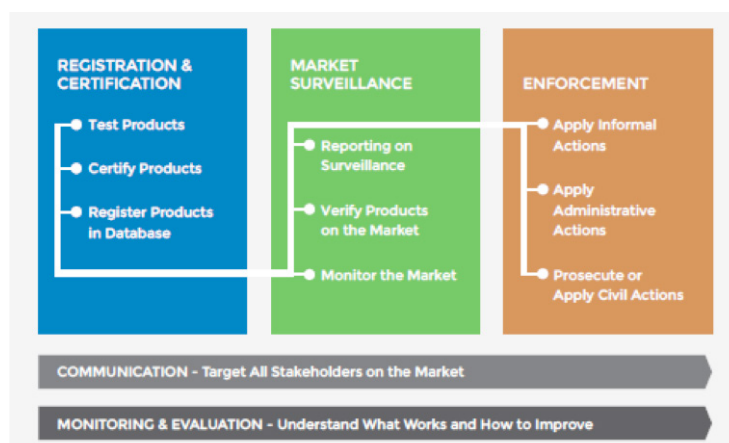 REGISTRATION &
CERTIFICATION
Test Products
Certify Products
Register Products
in Database
MARKET
SURVEILLANCE
Reporting on
Surveillance
Verify Products
on the Market
Monitor the Market
ENFORCEMENT
Apply Informal
Actions
Apply
Administrative
Actions
Prosecute or
Apply Civil Actions
COMMUNICATION - Target All Stakeholders on the Market
MONITORING & EVALUATION - Understand What Works and How to Improve